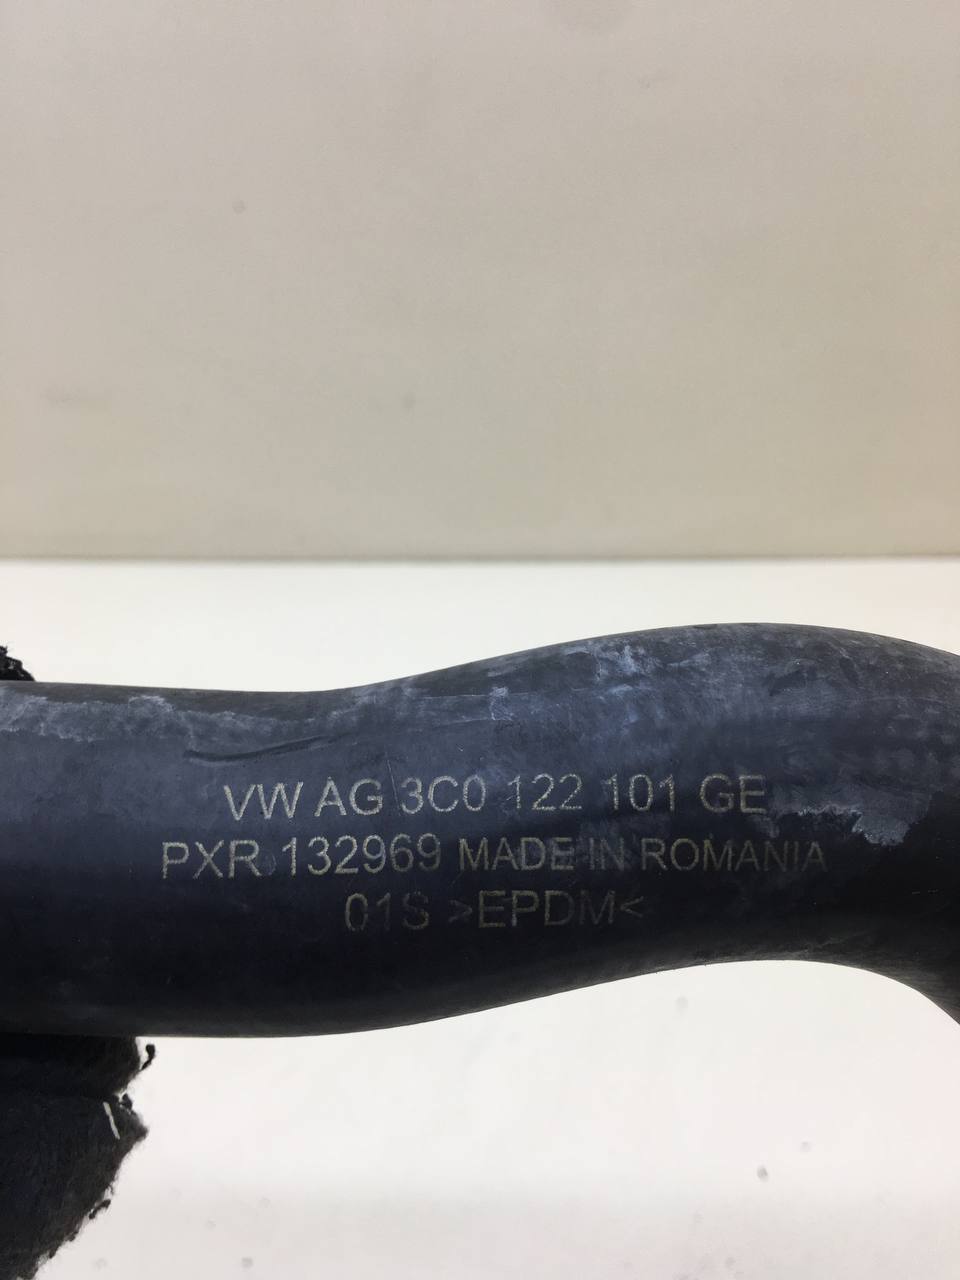 VW AG 3C0 122 101 GE
PXR 132969 MADE IN ROMANIA
01S >EPDM<